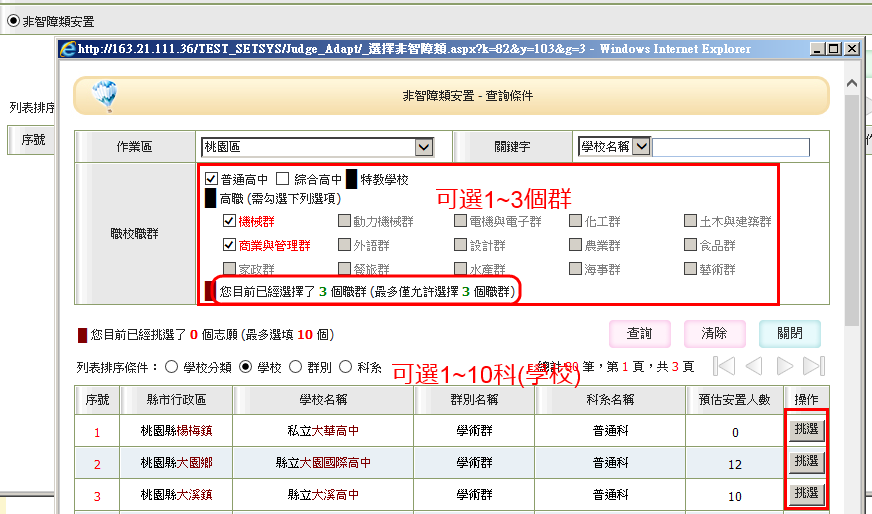 非智障類安置
http://163.21.111.36/TEST_SETSYS/Judge_Adapt/_選擇非智障類.aspx?k=82&y=103&g=3 - Windows Internet Explorer
非智障類安置 - 查詢條件
列表排序
序號
作業區 桃園區 關鍵字 學校名稱
職校職群
普通高中 綜合高中 特教學校
高職 (需勾選下列選項)
可選1~3個群
機械群 動力機械群 電機與電子群 化工群 土木與建築群
商業與管理群 外語群 設計群 農業群 食品群
家政群 餐旅群 水產群 海事群 藝術群
您目前已經選擇了 3 個職群 (最多僅允許選擇 3 個職群)
您目前已經挑選了 0 個志願 (最多選填 10 個)
查詢 清除 關閉
列表排序條件： 學校分類 學校 群別 科系
可選1~10科(學校)
總計 90 筆，第 1 頁，共 3 頁
序號 縣市行政區 學校名稱 群別名稱 科系名稱 預估安置人數 操作
1 桃園縣楊梅鎮 私立大華高中 學術群 普通科 0 挑選
2 桃園縣大園鄉 縣立大園國際高中 學術群 普通科 12 挑選
3 桃園縣大溪鎮 縣立大溪高中 學術群 普通科 10 挑選